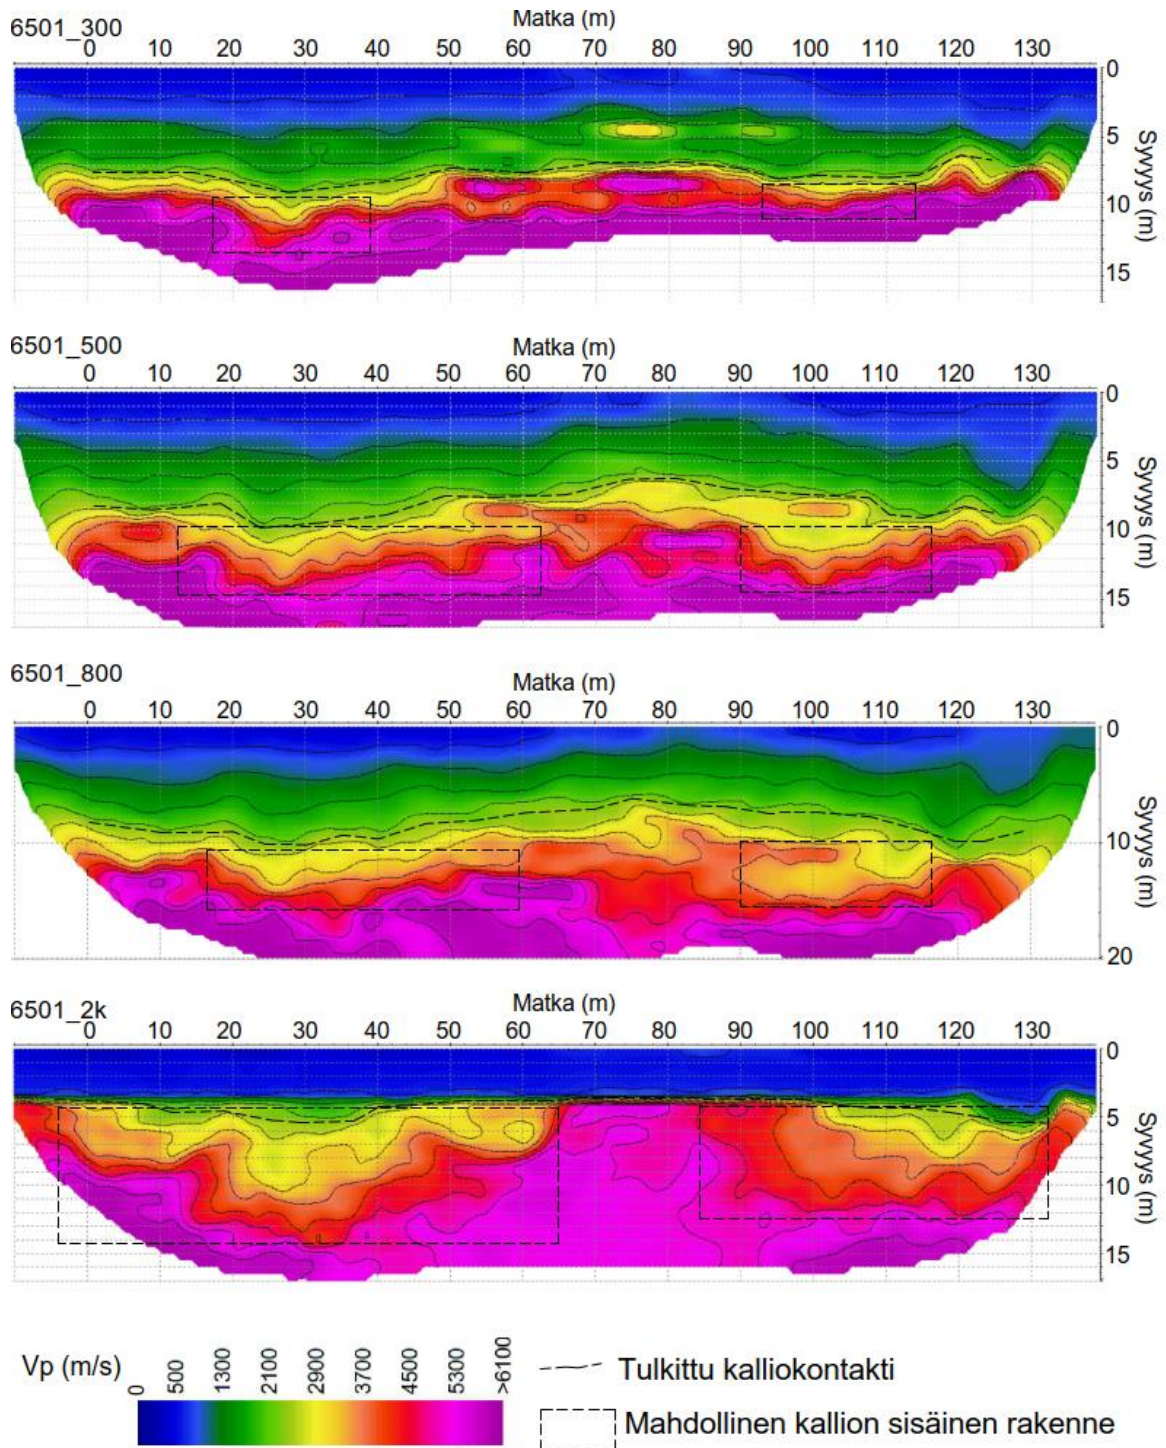 6501_300
Matka (m)
0 10 20 30 40 50 60 70 80 90 100 110 120 130
0
5
10
15
Syvyys (m)
6501_500
Matka (m)
0 10 20 30 40 50 60 70 80 90 100 110 120 130
0
5
10
15
Syvyys (m)
6501_800
Matka (m)
0 10 20 30 40 50 60 70 80 90 100 110 120 130
0
10
20
Syvyys (m)
6501_2k
Matka (m)
0 10 20 30 40 50 60 70 80 90 100 110 120 130
0
5
10
15
Syvyys (m)
Vp (m/s)
0 500 1300 2100 2900 3700 4500 5300 >6100
Tulkittu kalliokontakti
Mahdollinen kallion sisäinen rakenne